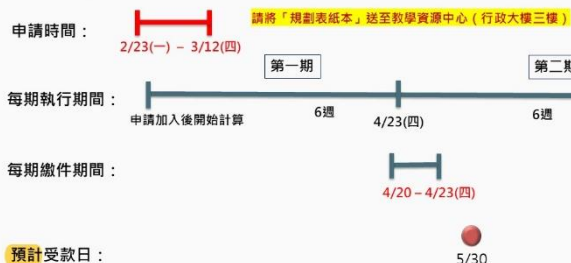 申請時間：
請將「規劃表紙本」送至教學資源中心（行政大樓三樓）
2/23(一) – 3/12(四)
第一期
第二期
每期執行期間：
申請加入後開始計算
6週
4/23(四)
6週
每期繳件期間：
4/20 – 4/23(四)
預計受款日：
5/30